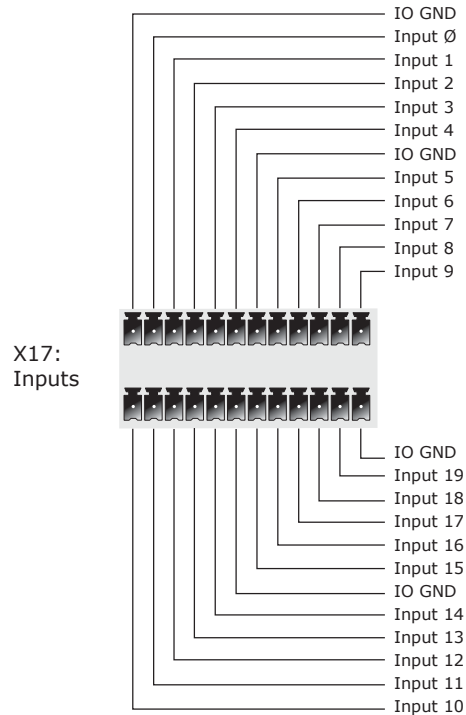 IO GND
Input Ø
Input 1
Input 2
Input 3
Input 4
IO GND
Input 5
Input 6
Input 7
Input 8
Input 9
X17:
Inputs
IO GND
Input 19
Input 18
Input 17
Input 16
Input 15
IO GND
Input 14
Input 13
Input 12
Input 11
Input 10